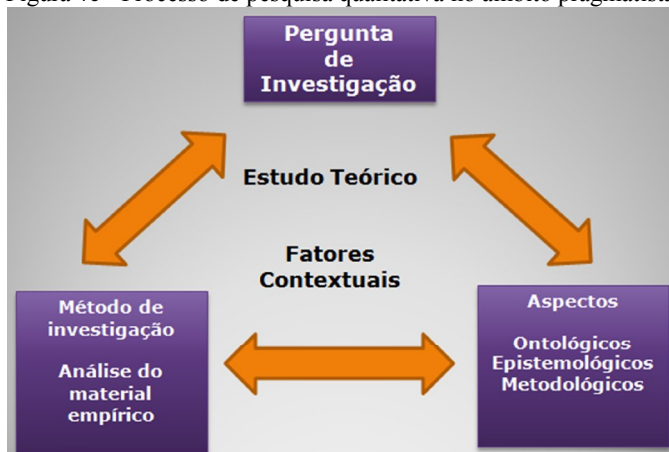 Pergunta
de
Investigação
Estudo Teórico
Fatores
Contextuais
Método de
investigação
Análise do
material
empírico
Aspectos
Ontológicos
Epistemológicos
Metodológicos